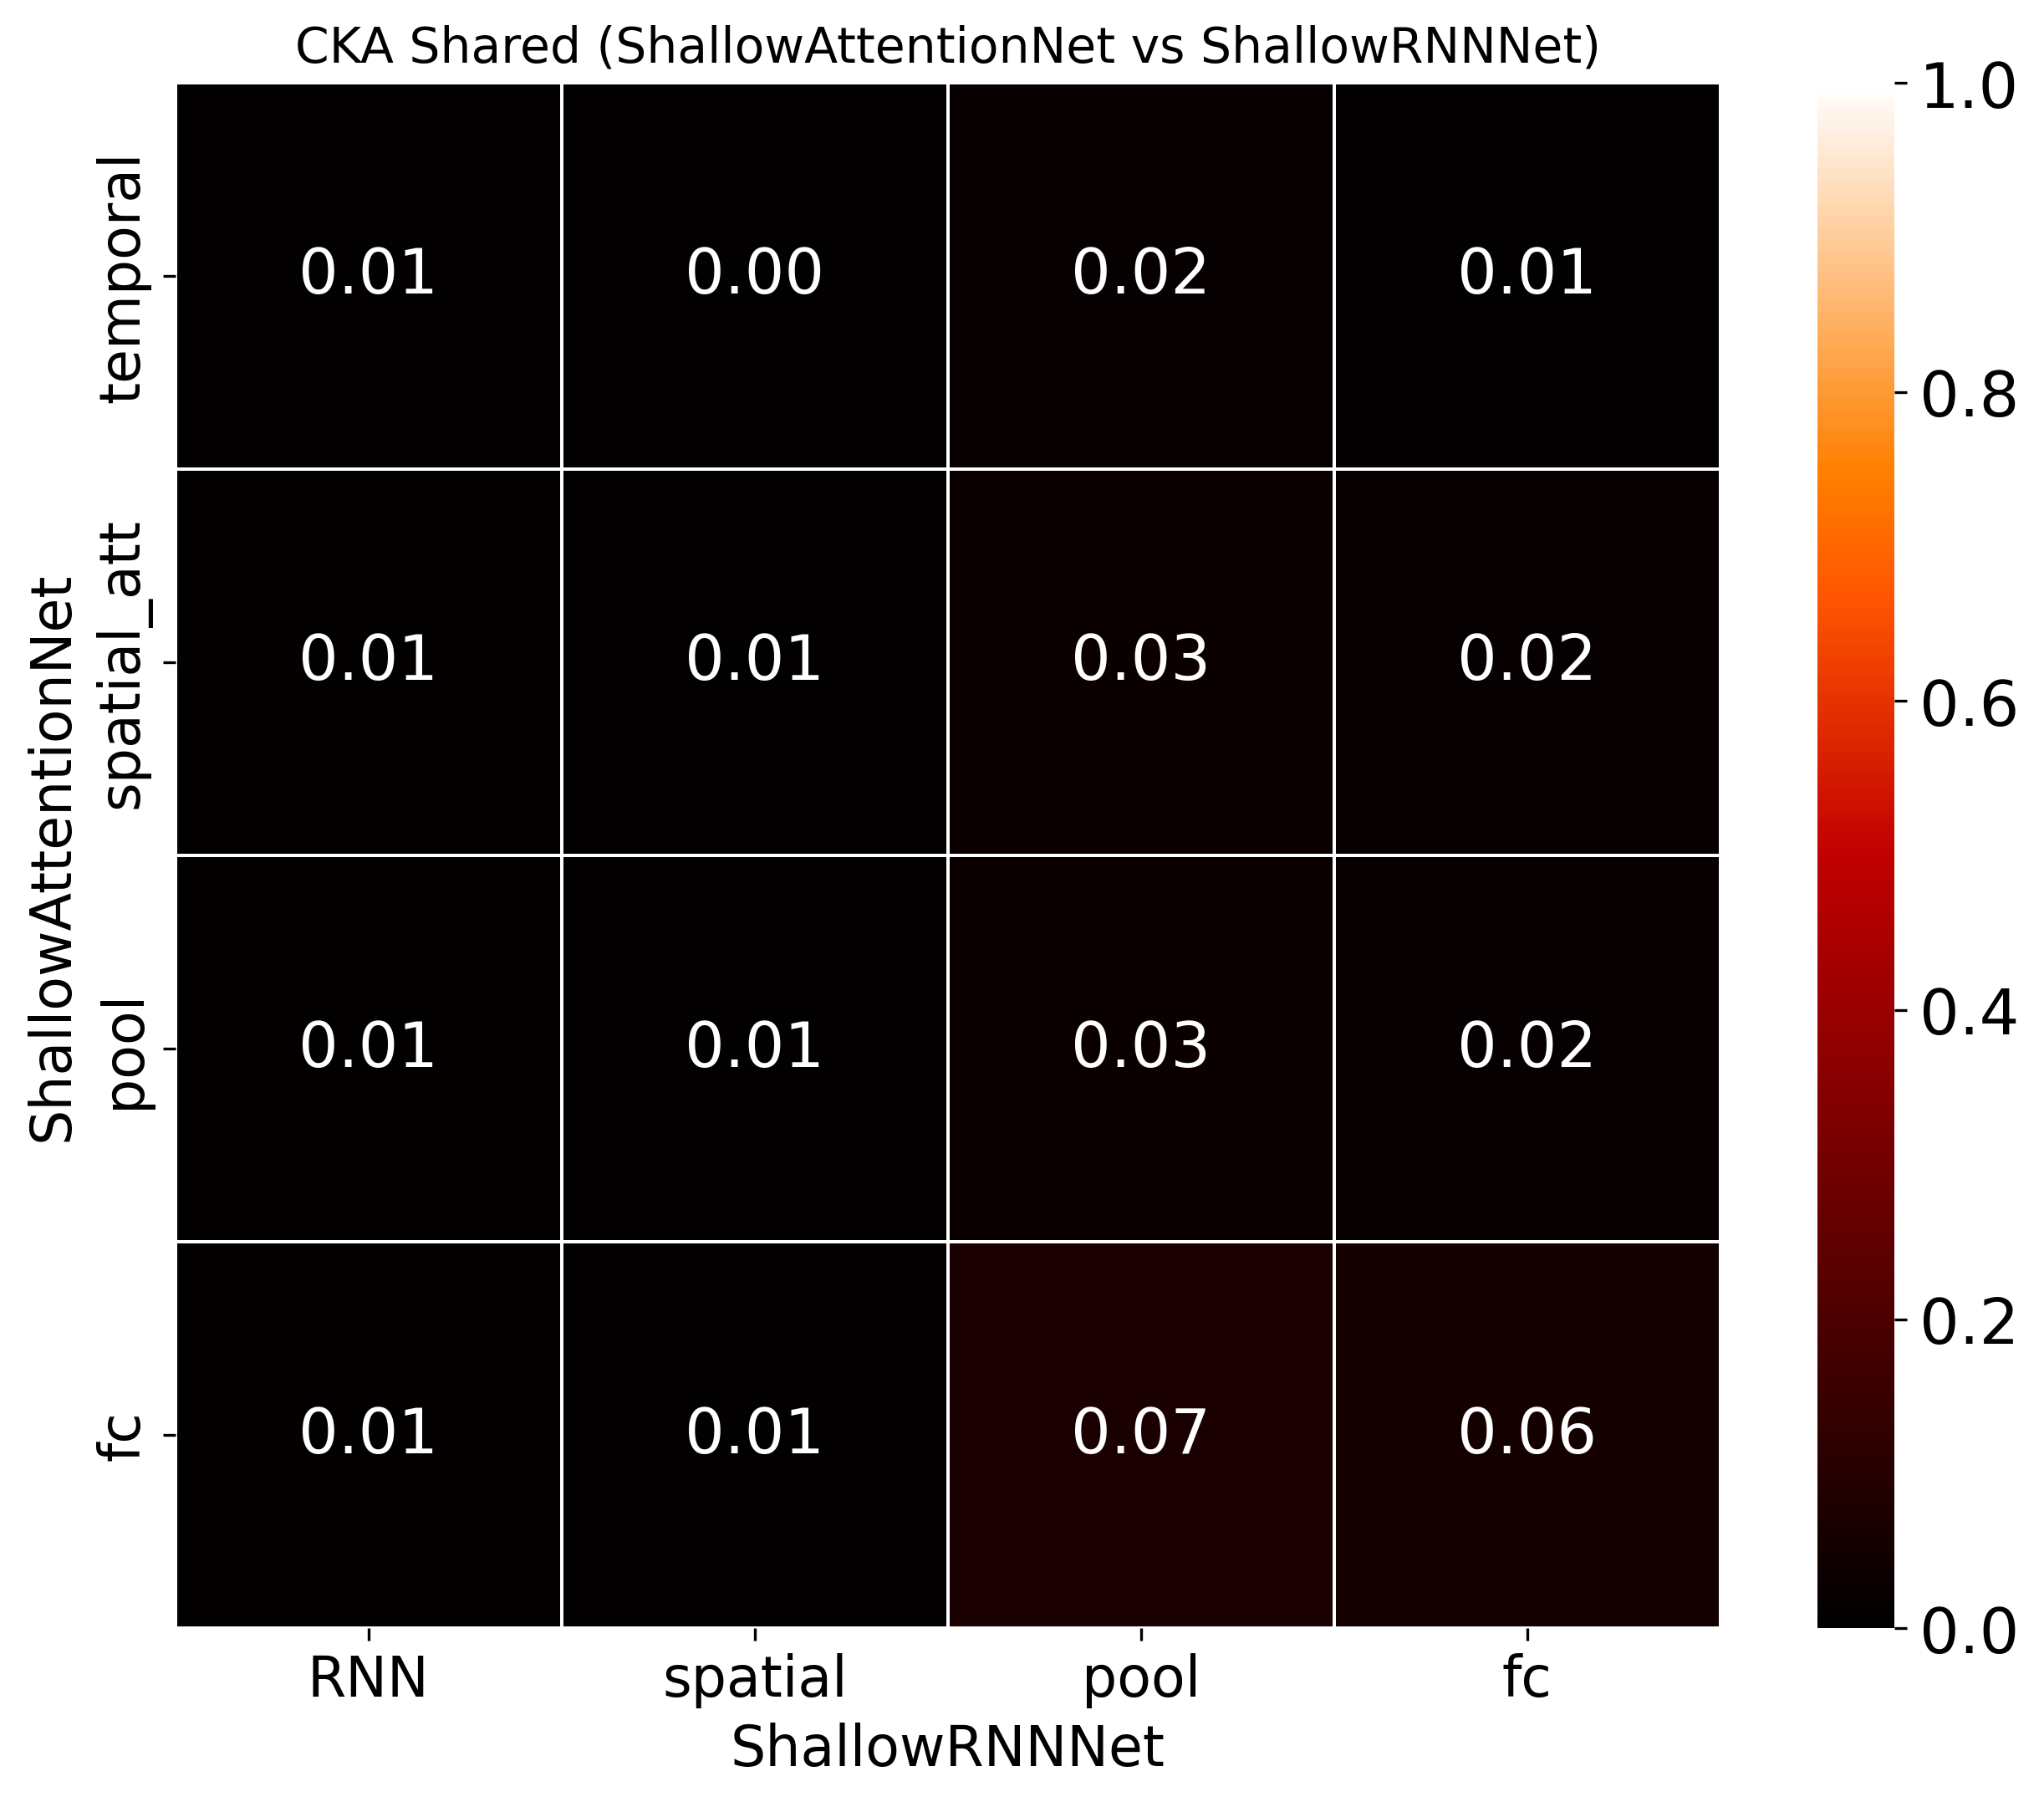 CKA Shared (ShallowAttentionNet vs ShallowRNNNet)
ShallowAttentionNet
temporal
0.01 0.00 0.02 0.01
spatial_att
0.01 0.01 0.03 0.02
pool
0.01 0.01 0.03 0.02
fc
0.01 0.01 0.07 0.06
RNN spatial pool fc
ShallowRNNNet
1.0
0.8
0.6
0.4
0.2
0.0